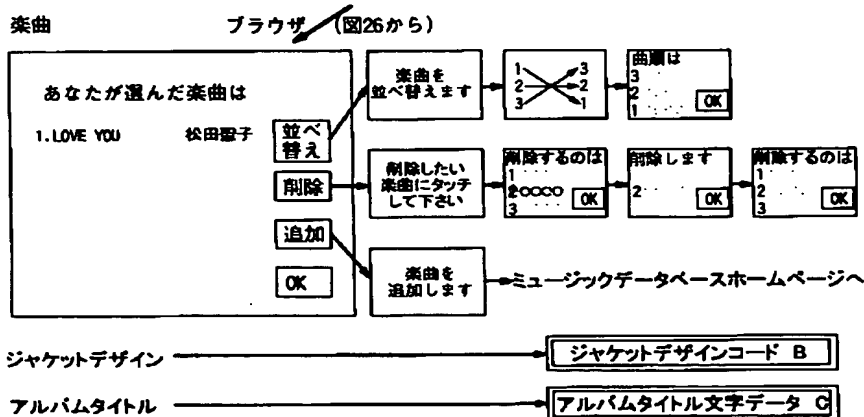 楽曲
ブラウザ (図26から)
あなたが選んだ楽曲は
1.LOVE YOU 松田聖子
並べ
替え
削除
追加
OK
楽曲を
並べ替えます
1 3
2 2
3 1
曲順は
3
2
1
OK
削除したい
楽曲にタッチ
して下さい
削除するのは
1
2○○○○
3
OK
削除します
2
OK
削除するのは
1
2
3
OK
楽曲を
追加します
ミュージックデータベースホームページへ
ジャケットデザイン
ジャケットデザインコード B
アルバムタイトル
アルバムタイトル文字データ C